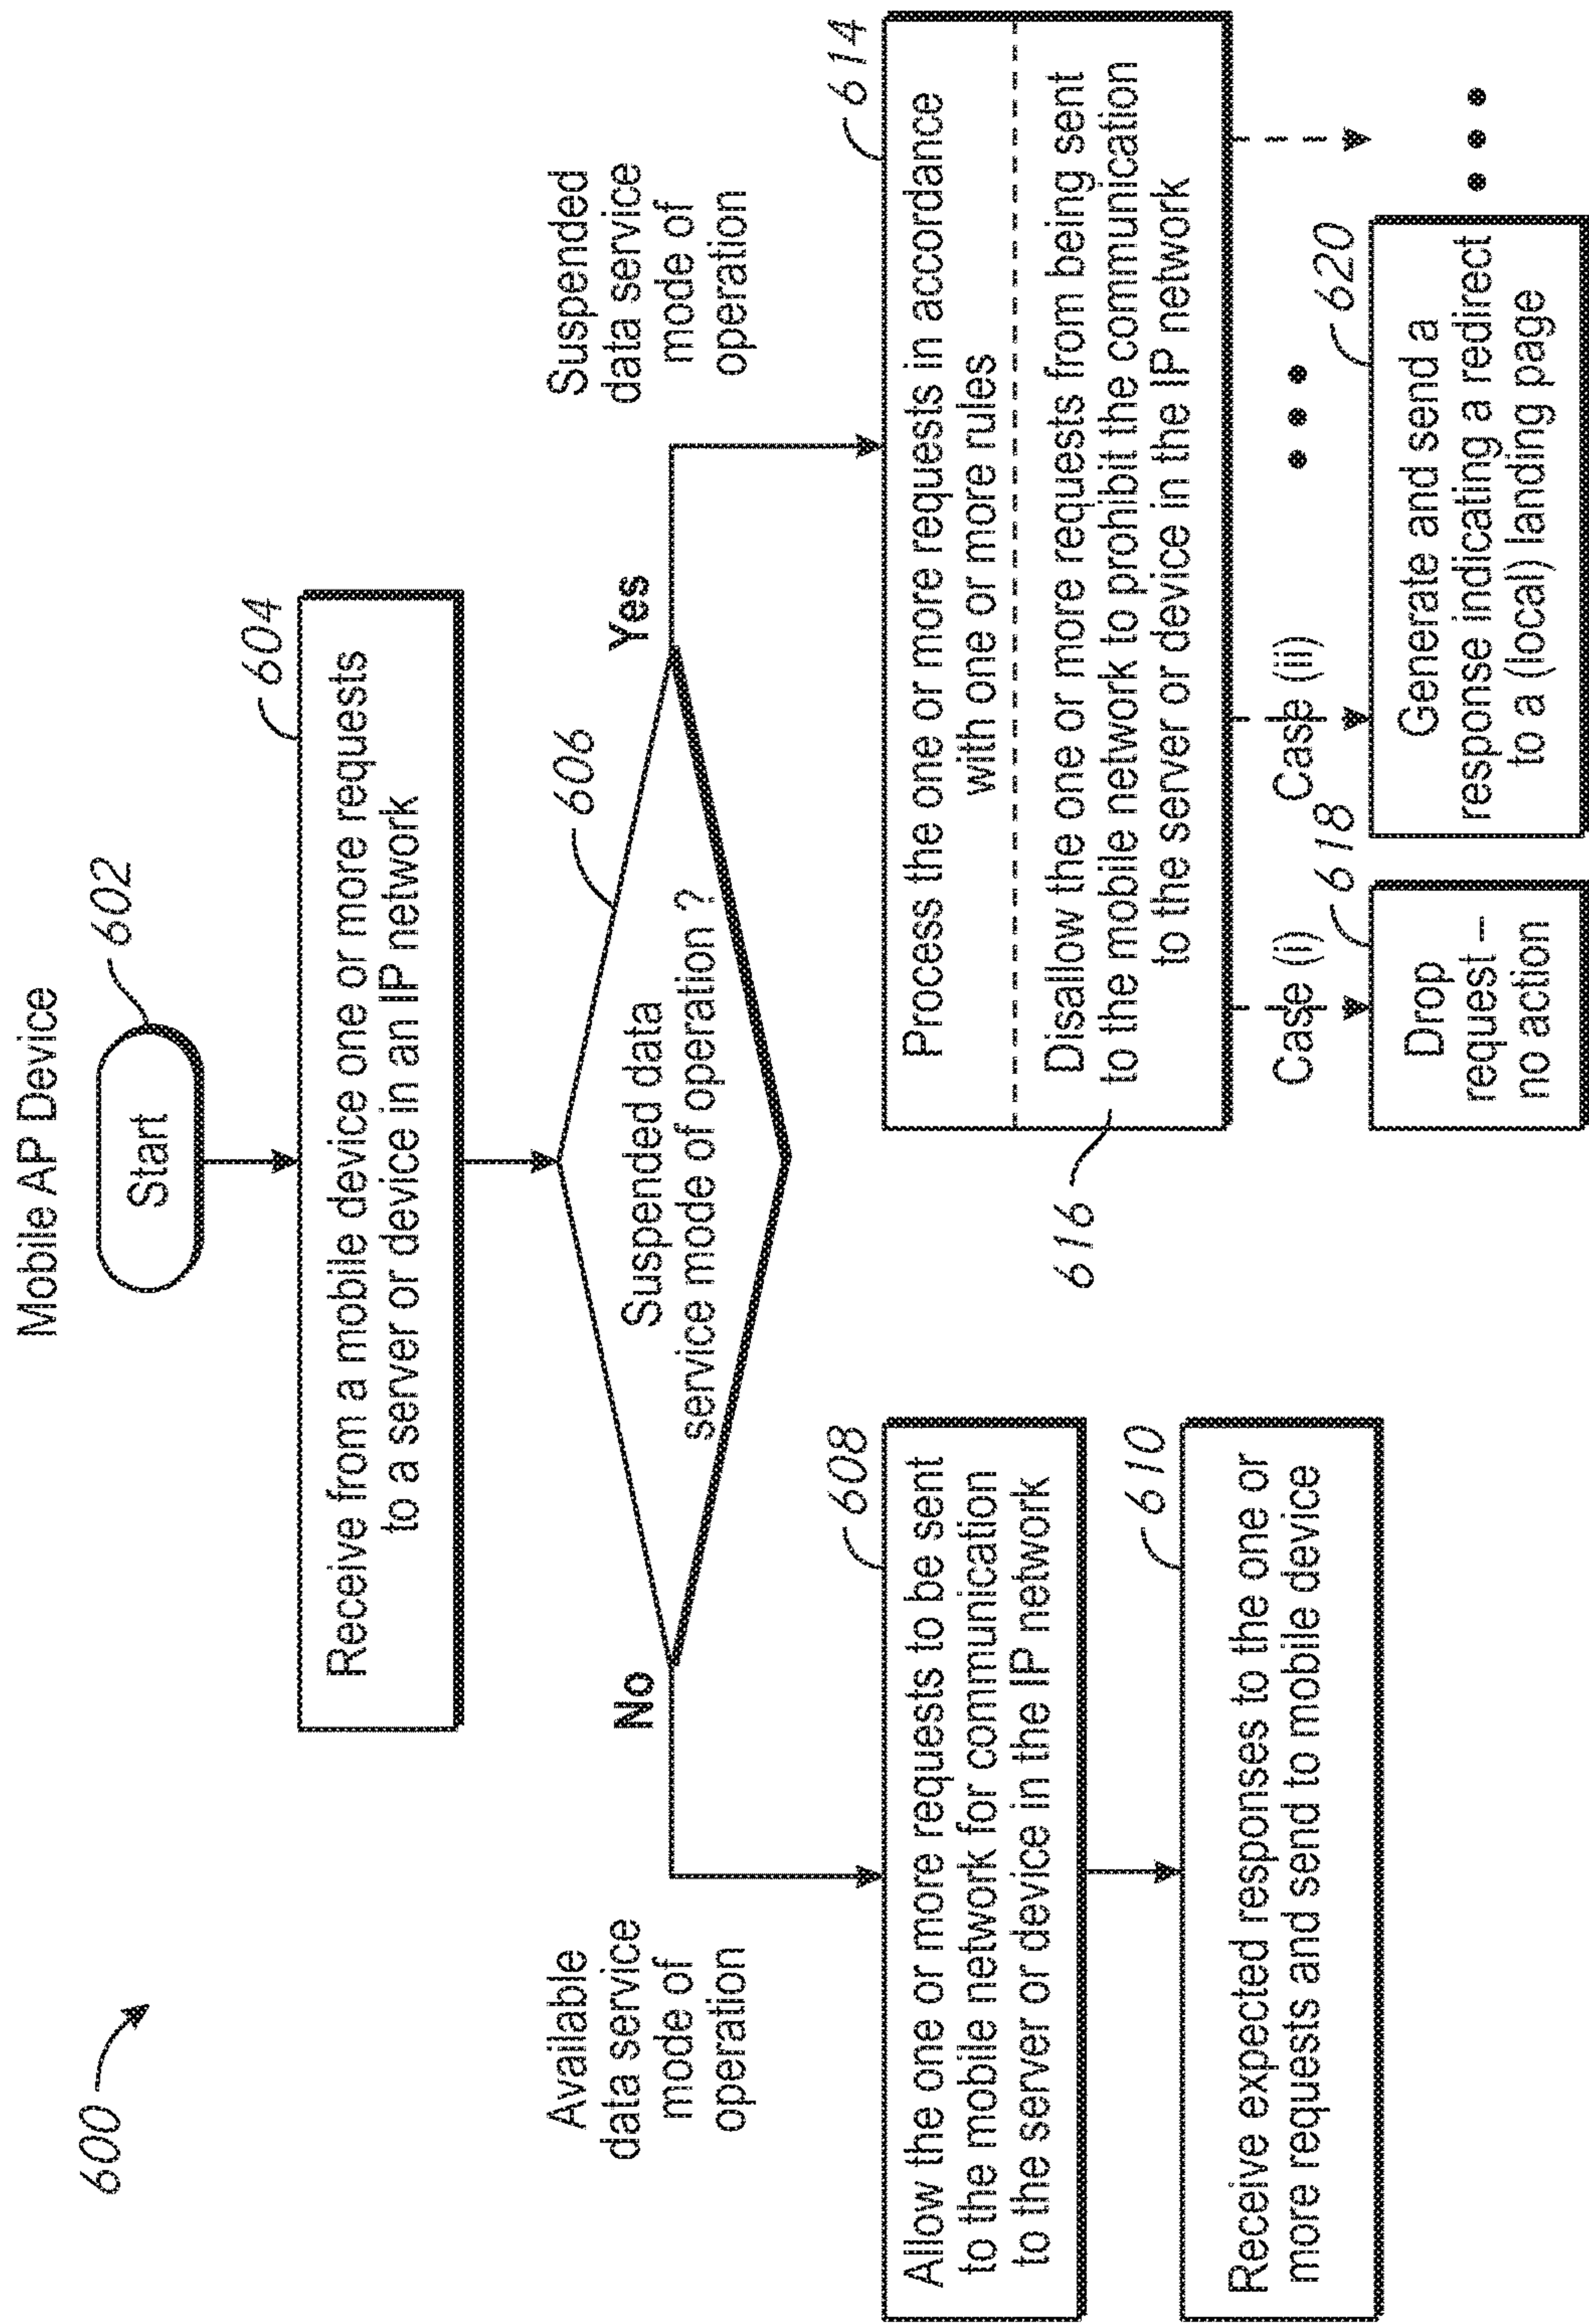 600
Mobile AP Device
602
Start
604
Receive from a mobile device one or more requests
to a server or device in an IP network
606
Suspended data
service mode of operation ?
No
Yes
Available
data service
mode of
operation
Suspended
data service
mode of
operation
608
Allow the one or more requests to be sent
to the mobile network for communication
to the server or device in the IP network
610
Receive expected responses to the one or
more requests and send to mobile device
614
Process the one or more requests in accordance
with one or more rules
616
Disallow the one or more requests from being sent
to the mobile network to prohibit the communication
to the server or device in the IP network
Case (i)
Case (ii)
618
Drop
request –
no action
620
Generate and send a
response indicating a redirect
to a (local) landing page